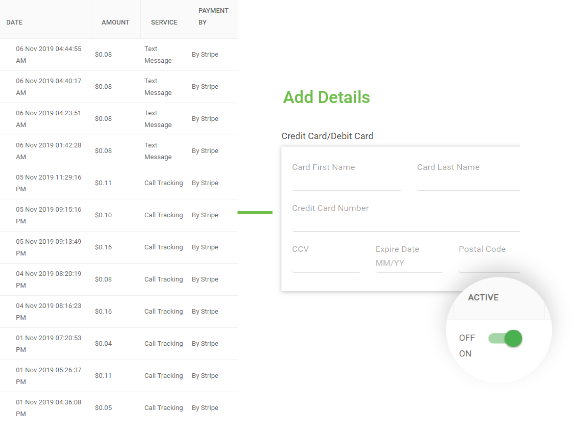 DATE AMOUNT SERVICE PAYMENT BY
06 Nov 2019 04:44:55 AM $0.08 Text Message By Stripe
06 Nov 2019 04:40:17 AM $0.08 Text Message By Stripe
06 Nov 2019 04:23:51 AM $0.08 Text Message By Stripe
06 Nov 2019 01:42:28 AM $0.08 Text Message By Stripe
05 Nov 2019 11:29:16 PM $0.11 Call Tracking By Stripe
05 Nov 2019 09:15:16 PM $0.10 Call Tracking By Stripe
05 Nov 2019 09:13:49 PM $0.16 Call Tracking By Stripe
04 Nov 2019 08:20:19 PM $0.08 Call Tracking By Stripe
04 Nov 2019 08:16:23 PM $0.16 Call Tracking By Stripe
01 Nov 2019 07:20:53 PM $0.04 Call Tracking By Stripe
01 Nov 2019 05:26:37 PM $0.11 Call Tracking By Stripe
01 Nov 2019 04:36:08 PM $0.05 Call Tracking By Stripe
Add Details
Credit Card/Debit Card
Card First Name Card Last Name
Credit Card Number
CCV Expire Date Postal Code
MM/YY
ACTIVE
OFF
ON